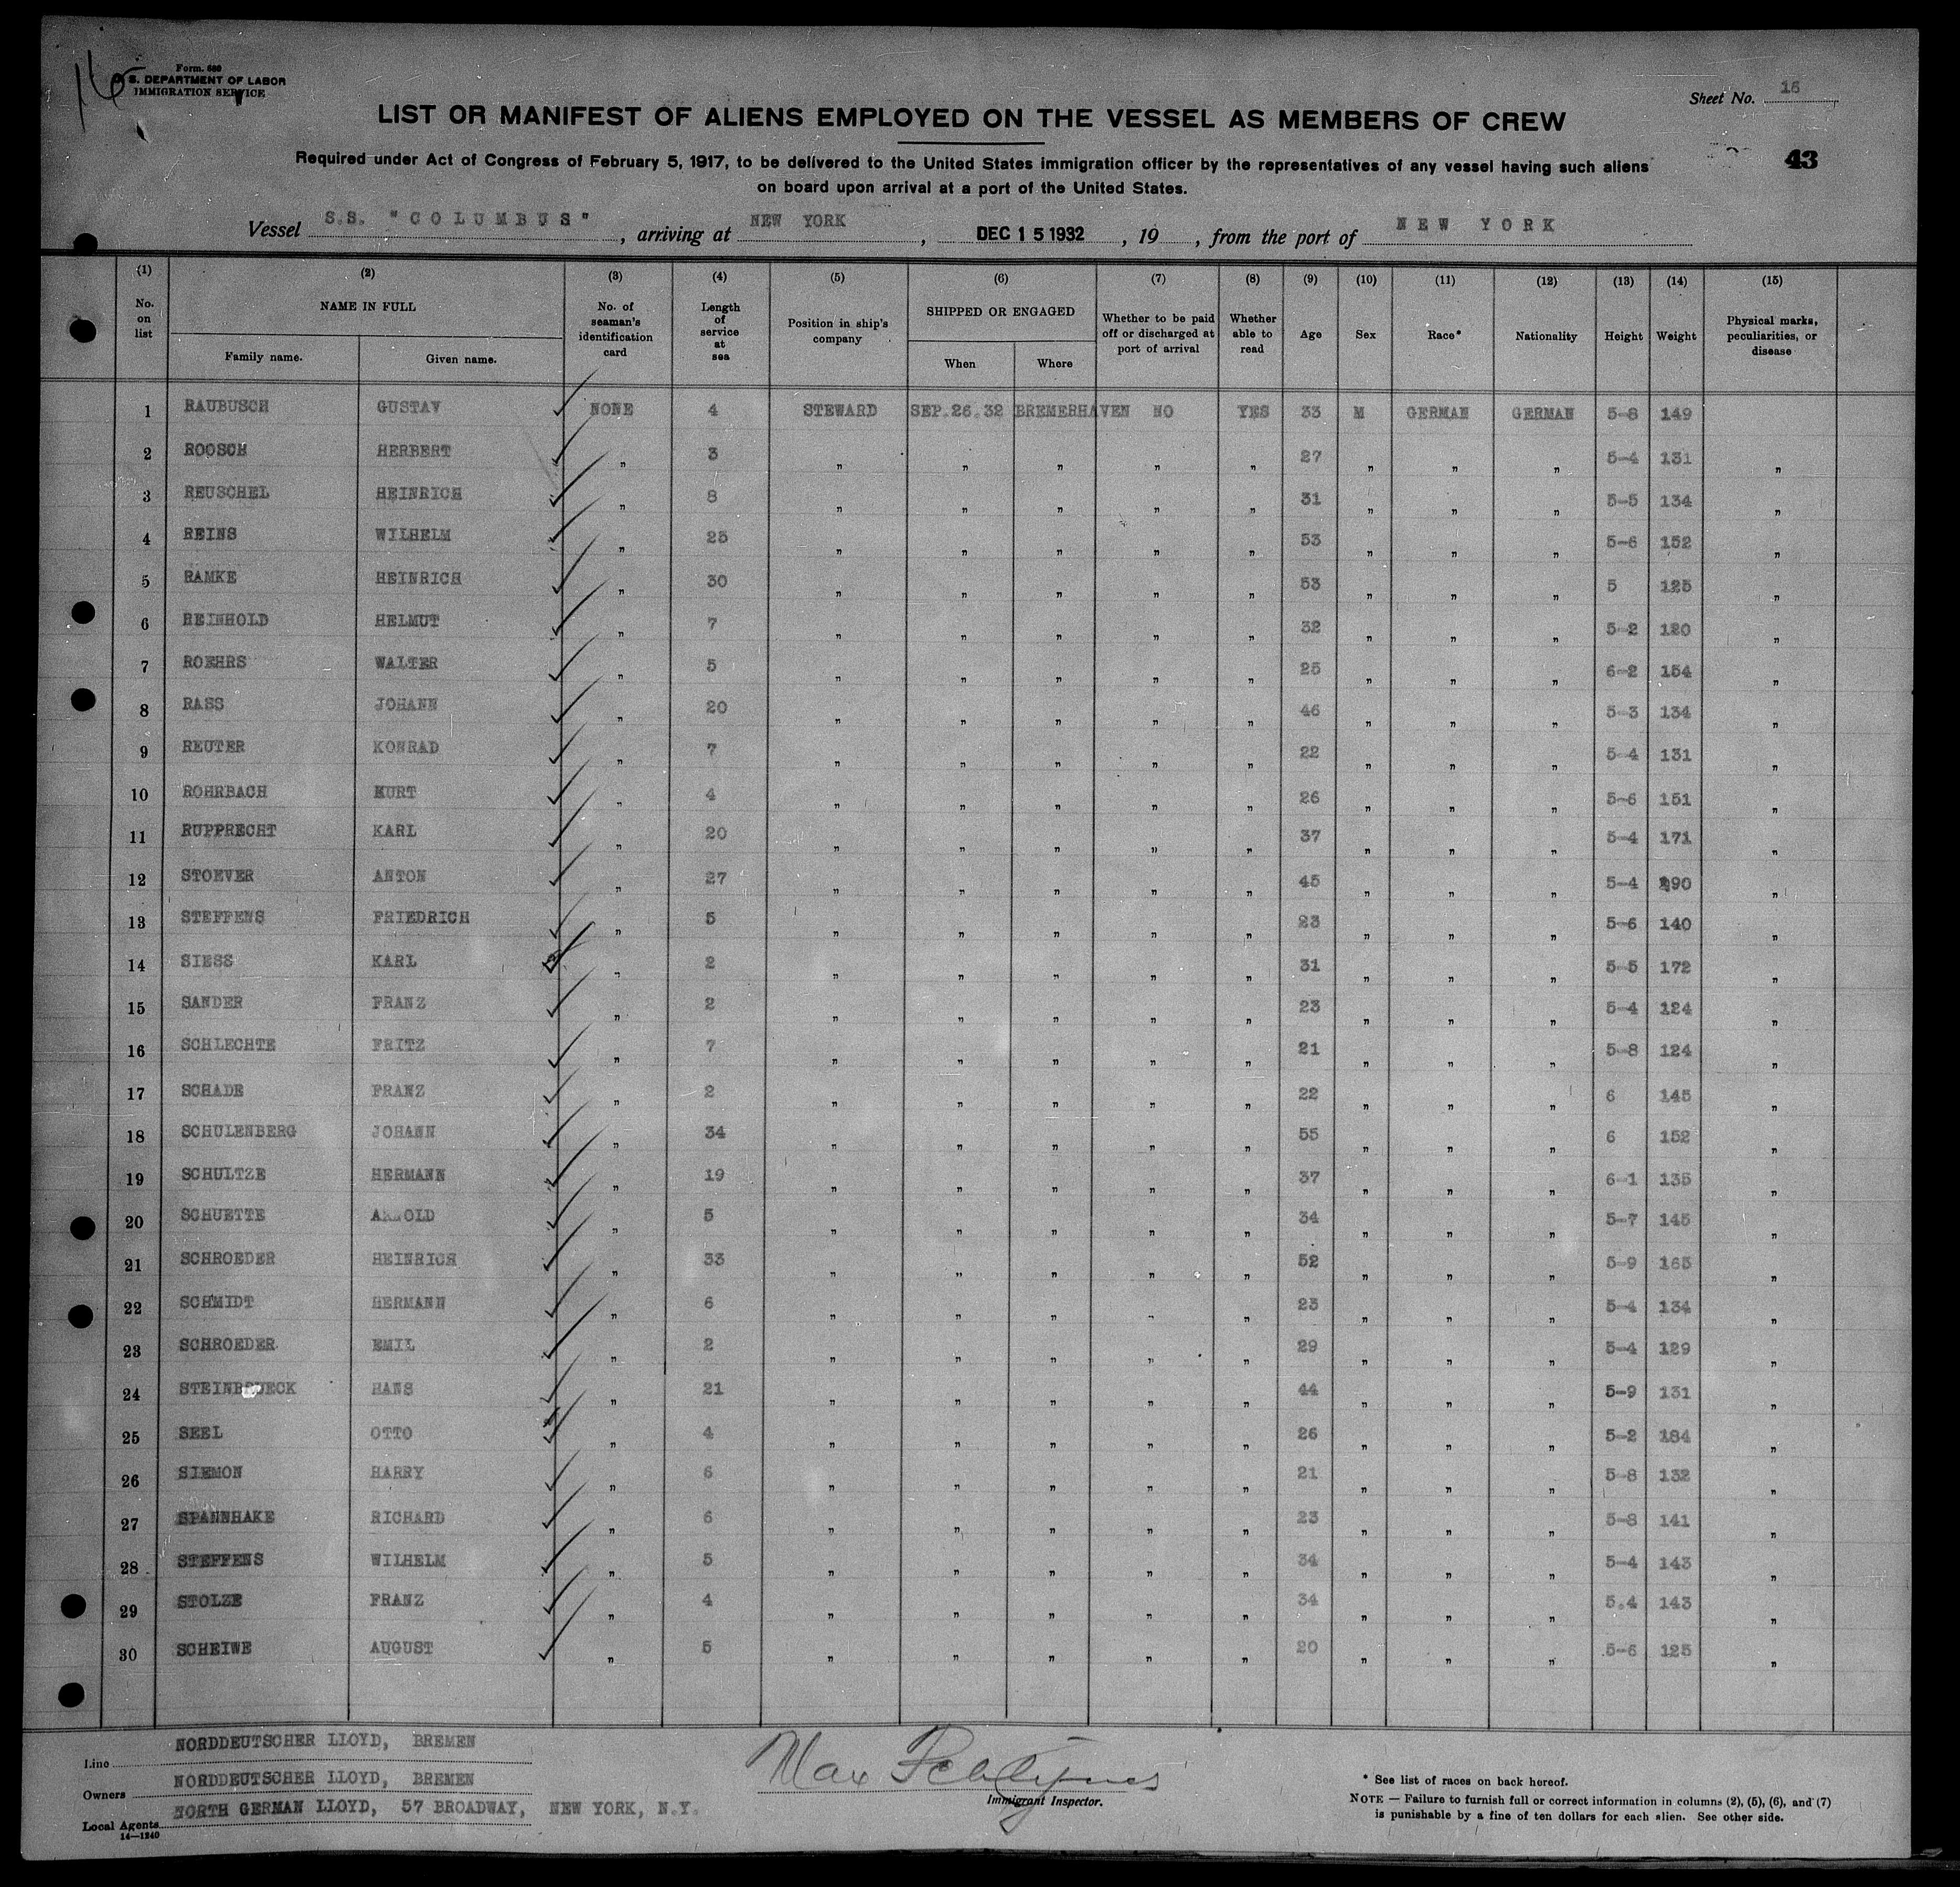 16
Form. 680
U. S. DEPARTMENT OF LABOR
IMMIGRATION SERVICE
Sheet No. 15
LIST OR MANIFEST OF ALIENS EMPLOYED ON THE VESSEL AS MEMBERS OF CREW
Required under Act of Congress of February 5, 1917, to be delivered to the United States immigration officer by the representatives of any vessel having such aliens
43
on board upon arrival at a port of the United States.
Vessel S.S. "COLUMBUS", arriving at NEW YORK, DEC 15 1932, 19, from the port of NEW YORK
(1) (2) (3) (4) (5) (6) (7) (8) (9) (10) (11) (12) (13) (14) (15)
No. on list NAME IN FULL Family name. Given name. No. of seaman's identification card Length of service at sea Position in ship's company SHIPPED OR ENGAGED When Where Whether to be paid off or discharged at port of arrival Whether able to read Age Sex Race* Nationality Height Weight Physical marks, peculiarities, or disease
1 RAUBUSCH GUSTAV NONE 4 STEWARD SEP.26.32 BREMERHAVEN NO YES 33 M GERMAN GERMAN 5-8 149
2 ROOSCH HERBERT " 3 " " " " " 27 " " " 5-4 131 "
3 REUSCHEL HEINRICH " 8 " " " " " 31 " " " 5-5 134 "
4 REINS WILHELM " 25 " " " " " 53 " " " 5-6 152 "
5 RAMKE HEINRICH " 30 " " " " " 53 " " " 5 125 "
6 REINHOLD HELMUT " 7 " " " " " 32 " " " 5-2 120 "
7 ROEHRS WALTER " 5 " " " " " 25 " " " 6-2 154 "
8 RASS JOHANN " 20 " " " " " 46 " " " 5-3 134 "
9 REUTER KONRAD " 7 " " " " " 22 " " " 5-4 131 "
10 ROHRBACH KURT " 4 " " " " " 26 " " " 5-6 151 "
11 RUPPRECHT KARL " 20 " " " " " 37 " " " 5-4 171 "
12 STOEVER ANTON " 27 " " " " " 45 " " " 5-4 "
13 STEFFENS FRIEDRICH " 5 " " " " " 23 " " " 5-6 140 "
14 SIESS KARL " 2 " " " " " 31 " " " 5-5 172 "
15 SANDER FRANZ " 2 " " " " " 23 " " " 5-4 124 "
16 SCHLECHTE FRITZ " 7 " " " " " 21 " " " 5-8 124 "
17 SCHADE FRANZ " 2 " " " " " 22 " " " 6 145 "
18 SCHULENBERG JOHANN " 34 " " " " " 55 " " " 6 152 "
19 SCHULTZE HERMANN " 19 " " " " " 37 " " " 6-1 135 "
20 SCHUETTE ARNOLD " 5 " " " " " 34 " " " 5-7 145 "
21 SCHROEDER HEINRICH " 33 " " " " " 52 " " " 5-9 165 "
22 SCHMIDT HERMANN " 6 " " " " " 23 " " " 5-4 134 "
23 SCHROEDER EMIL " 2 " " " " " 29 " " " 5-4 129 "
24 HANS " 21 " " " " " 44 " " " 5-9 131 "
25 SEEL OTTO " 4 " " " " " 26 " " " 5-2 184 "
26 SIEMON HARRY " 6 " " " " " 21 " " " 5-8 132 "
27 SPANNHAKE RICHARD " 6 " " " " " 23 " " " 5-8 141 "
28 STEFFENS WILHELM " 5 " " " " " 34 " " " 5-4 143 "
29 STOLZE FRANZ " 4 " " " " " 34 " " " 5.4 143 "
30 SCHEIWE AUGUST " 5 " " " " " 20 " " " 5-6 125 "
Line NORDDEUTSCHER LLOYD, BREMEN
Owners NORDDEUTSCHER LLOYD, BREMEN
Local Agents NORTH GERMAN LLOYD, 57 BROADWAY, NEW YORK, N.Y.
14—1240
Max
Immigrant Inspector.
* See list of races on back hereof.
NOTE — Failure to furnish full or correct information in columns (2), (5), (6), and (7)
is punishable by a fine of ten dollars for each alien. See other side.